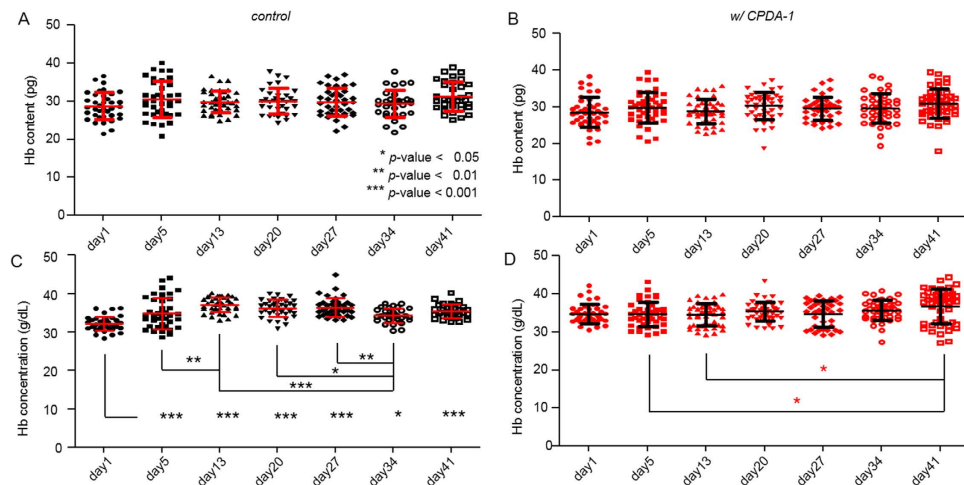 A
control
Hb content (pg)
50
40
30
20
10
0
* p-value < 0.05
** p-value < 0.01
*** p-value < 0.001
day1
day5
day13
day20
day27
day34
day41
B
w/ CPDA-1
Hb content (pg)
50
40
30
20
10
0
day1
day5
day13
day20
day27
day34
day41
C
Hb concentration (g/dL)
50
40
30
20
10
0
**
**
*
***
*** *** *** *** * ***
day1
day5
day13
day20
day27
day34
day41
D
Hb concentration (g/dL)
50
40
30
20
10
0
*
*
day1
day5
day13
day20
day27
day34
day41